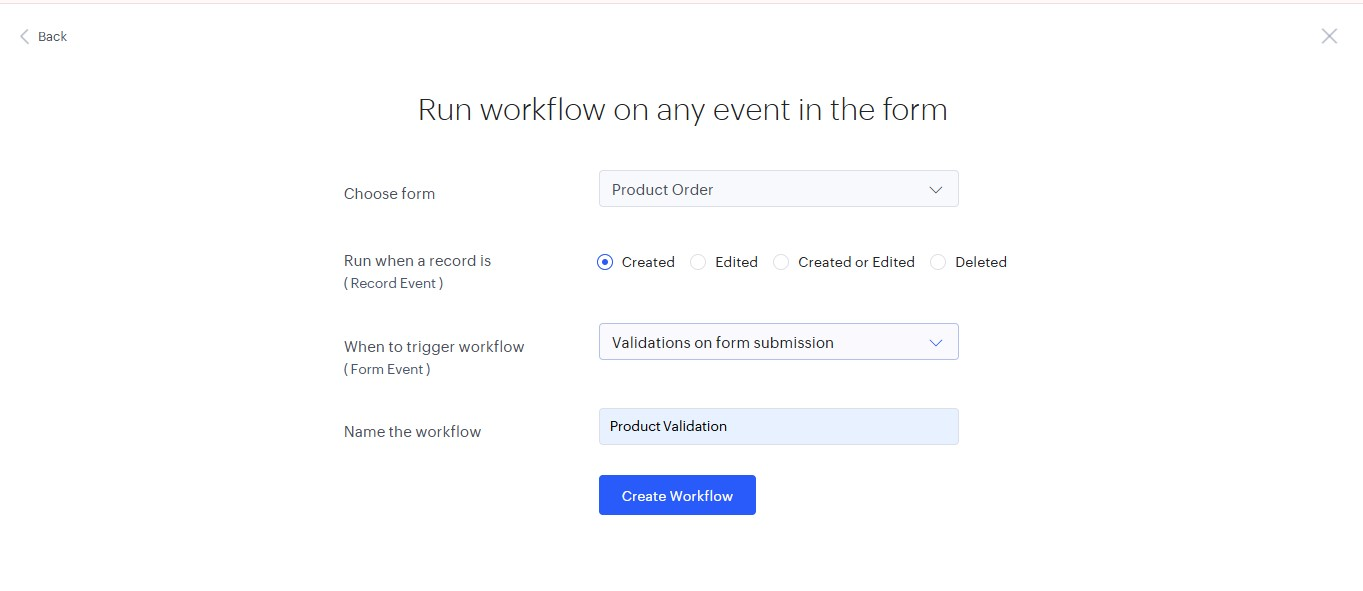 Back
Run workflow on any event in the form
Choose form
Product Order
Run when a record is
( Record Event )
Created
Edited
Created or Edited
Deleted
When to trigger workflow
( Form Event )
Validations on form submission
Name the workflow
Product Validation
Create Workflow